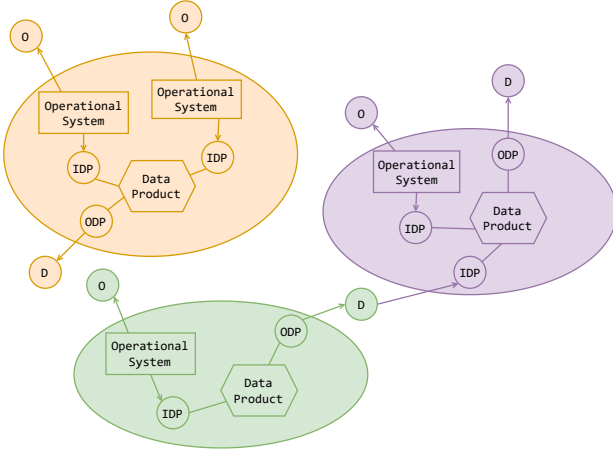 O
O
Operational
System
Operational
System
IDP
IDP
Data
Product
ODP
D
D
O
ODP
Operational
System
IDP
Data
Product
IDP
O
D
ODP
Operational
System
Data
Product
IDP